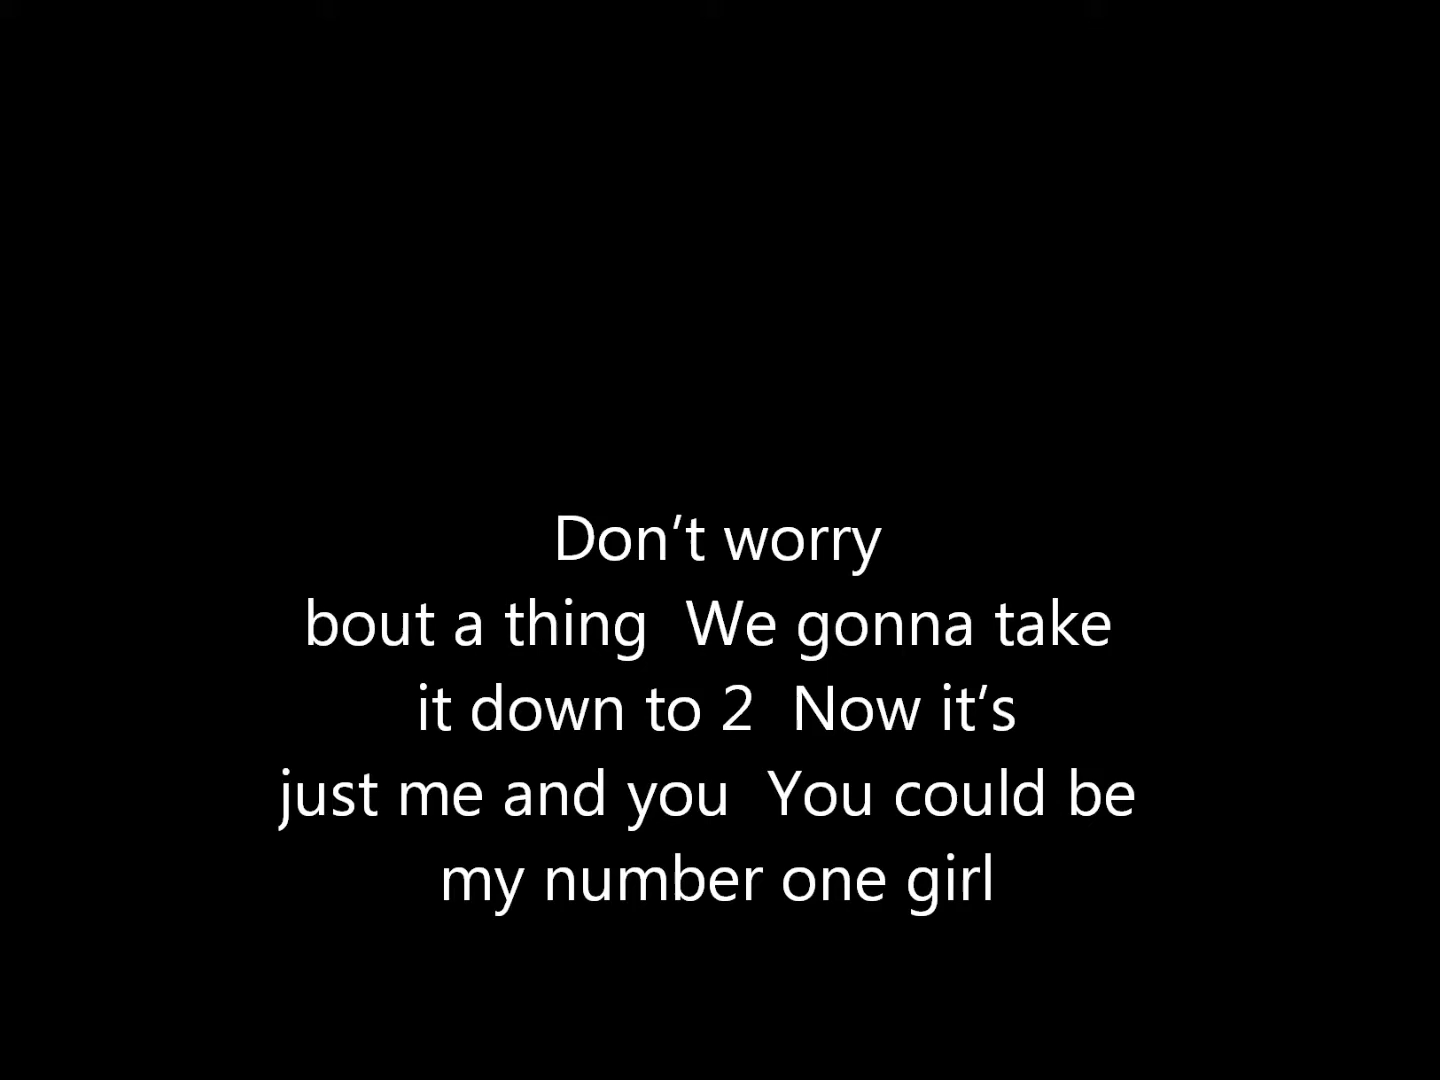 Don’t worry
bout a thing  We gonna take
it down to 2  Now it’s
just me and you  You could be
my number one girl